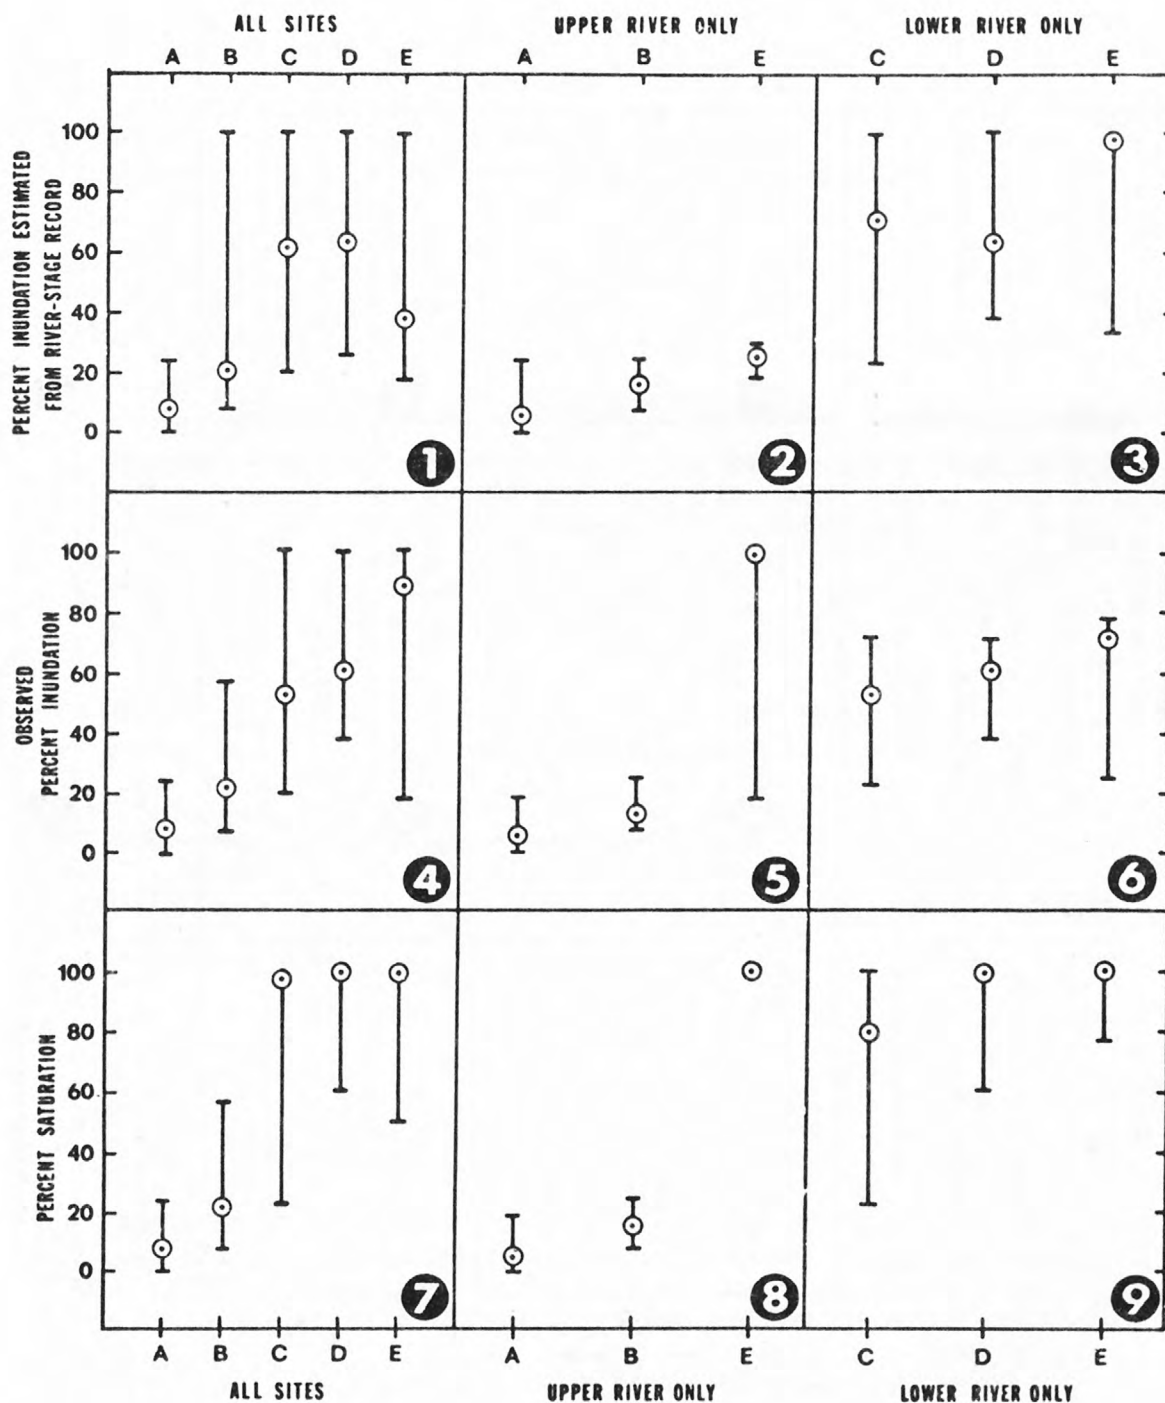 ALL SITES
UPPER RIVER ONLY
LOWER RIVER ONLY
A B C D E
A B E
C D E
PERCENT INUNDATION ESTIMATED
FROM RIVER-STAGE RECORD
100
80
60
40
20
0
1
2
3
OBSERVED
PERCENT INUNDATION
100
80
60
40
20
0
4
5
6
PERCENT SATURATION
100
80
60
40
20
0
7
8
9
A B C D E
A B E
C D E
ALL SITES
UPPER RIVER ONLY
LOWER RIVER ONLY